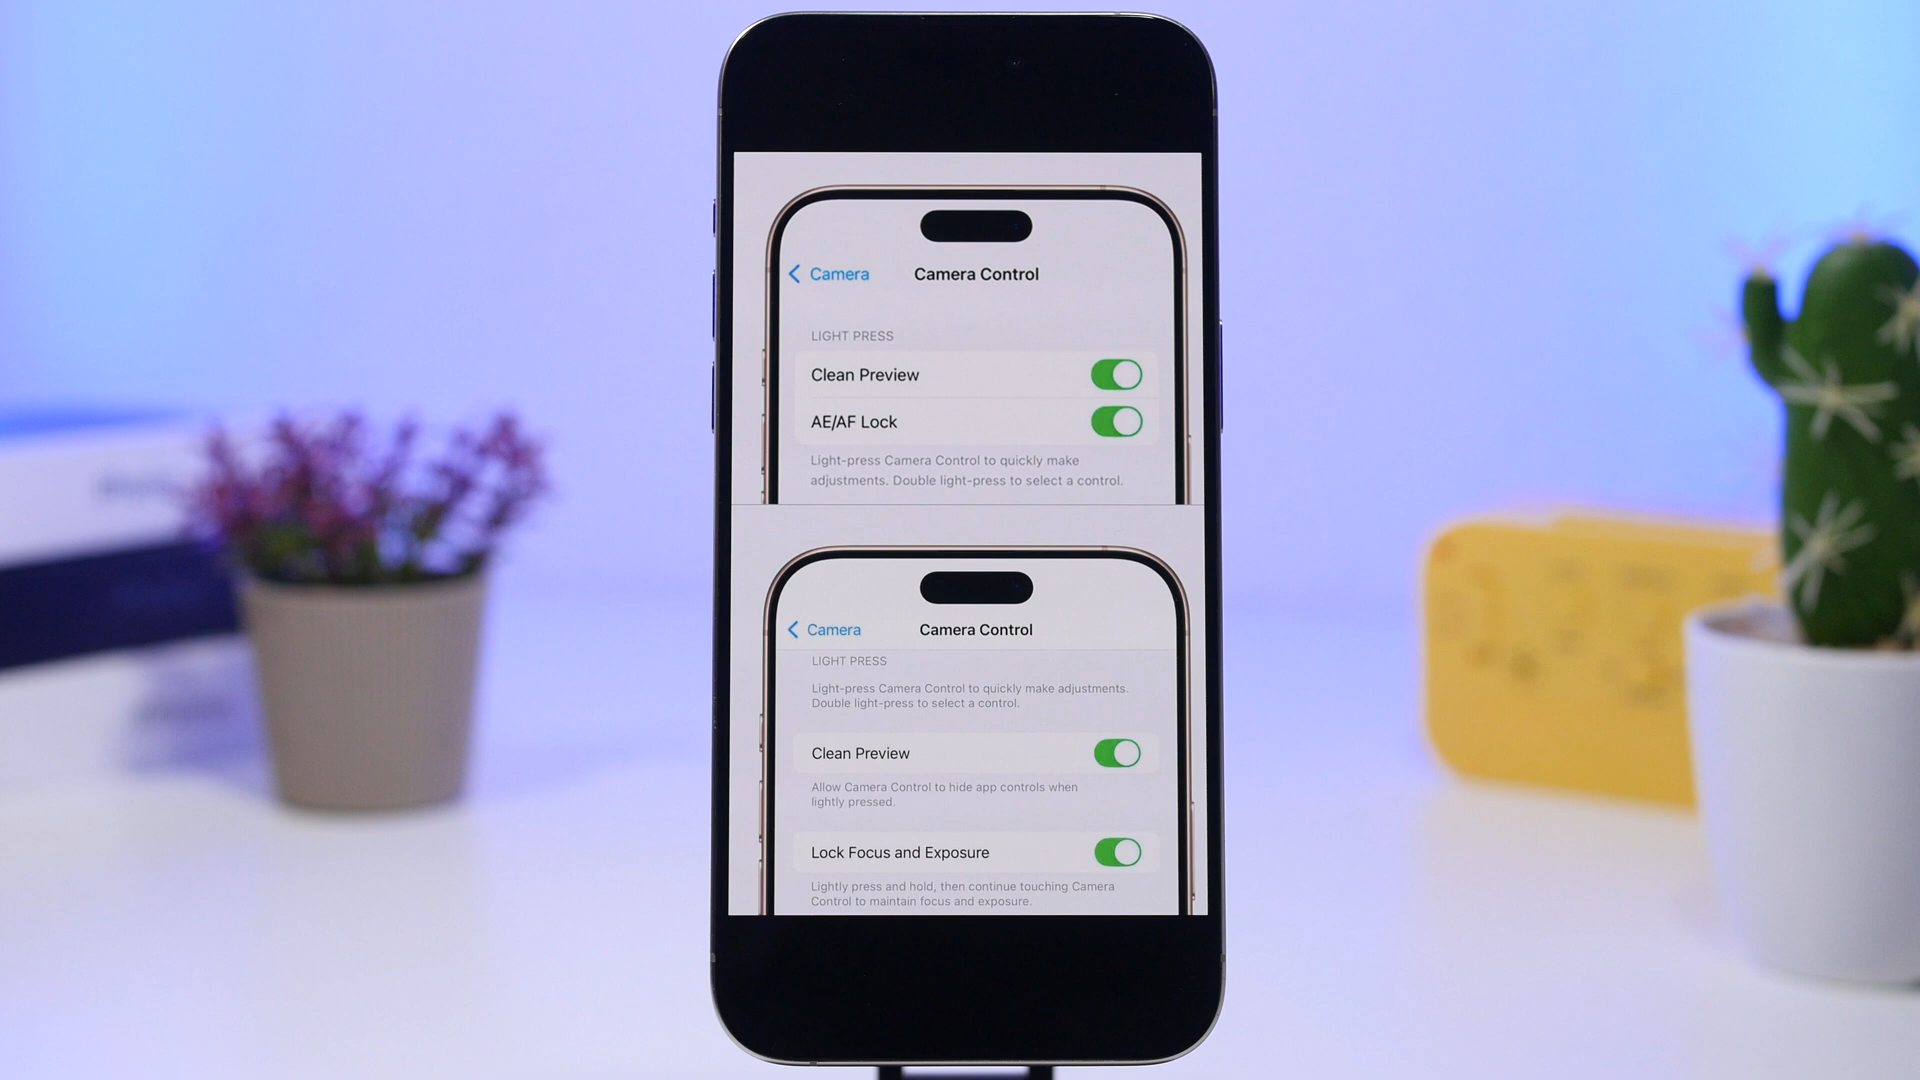 Camera
Camera Control
LIGHT PRESS
Clean Preview
AE/AF Lock
Light-press Camera Control to quickly make
adjustments. Double light-press to select a control.
Camera
Camera Control
LIGHT PRESS
Light-press Camera Control to quickly make adjustments.
Double light-press to select a control.
Clean Preview
Allow Camera Control to hide app controls when
lightly pressed.
Lock Focus and Exposure
Lightly press and hold, then continue touching Camera
Control to maintain focus and exposure.